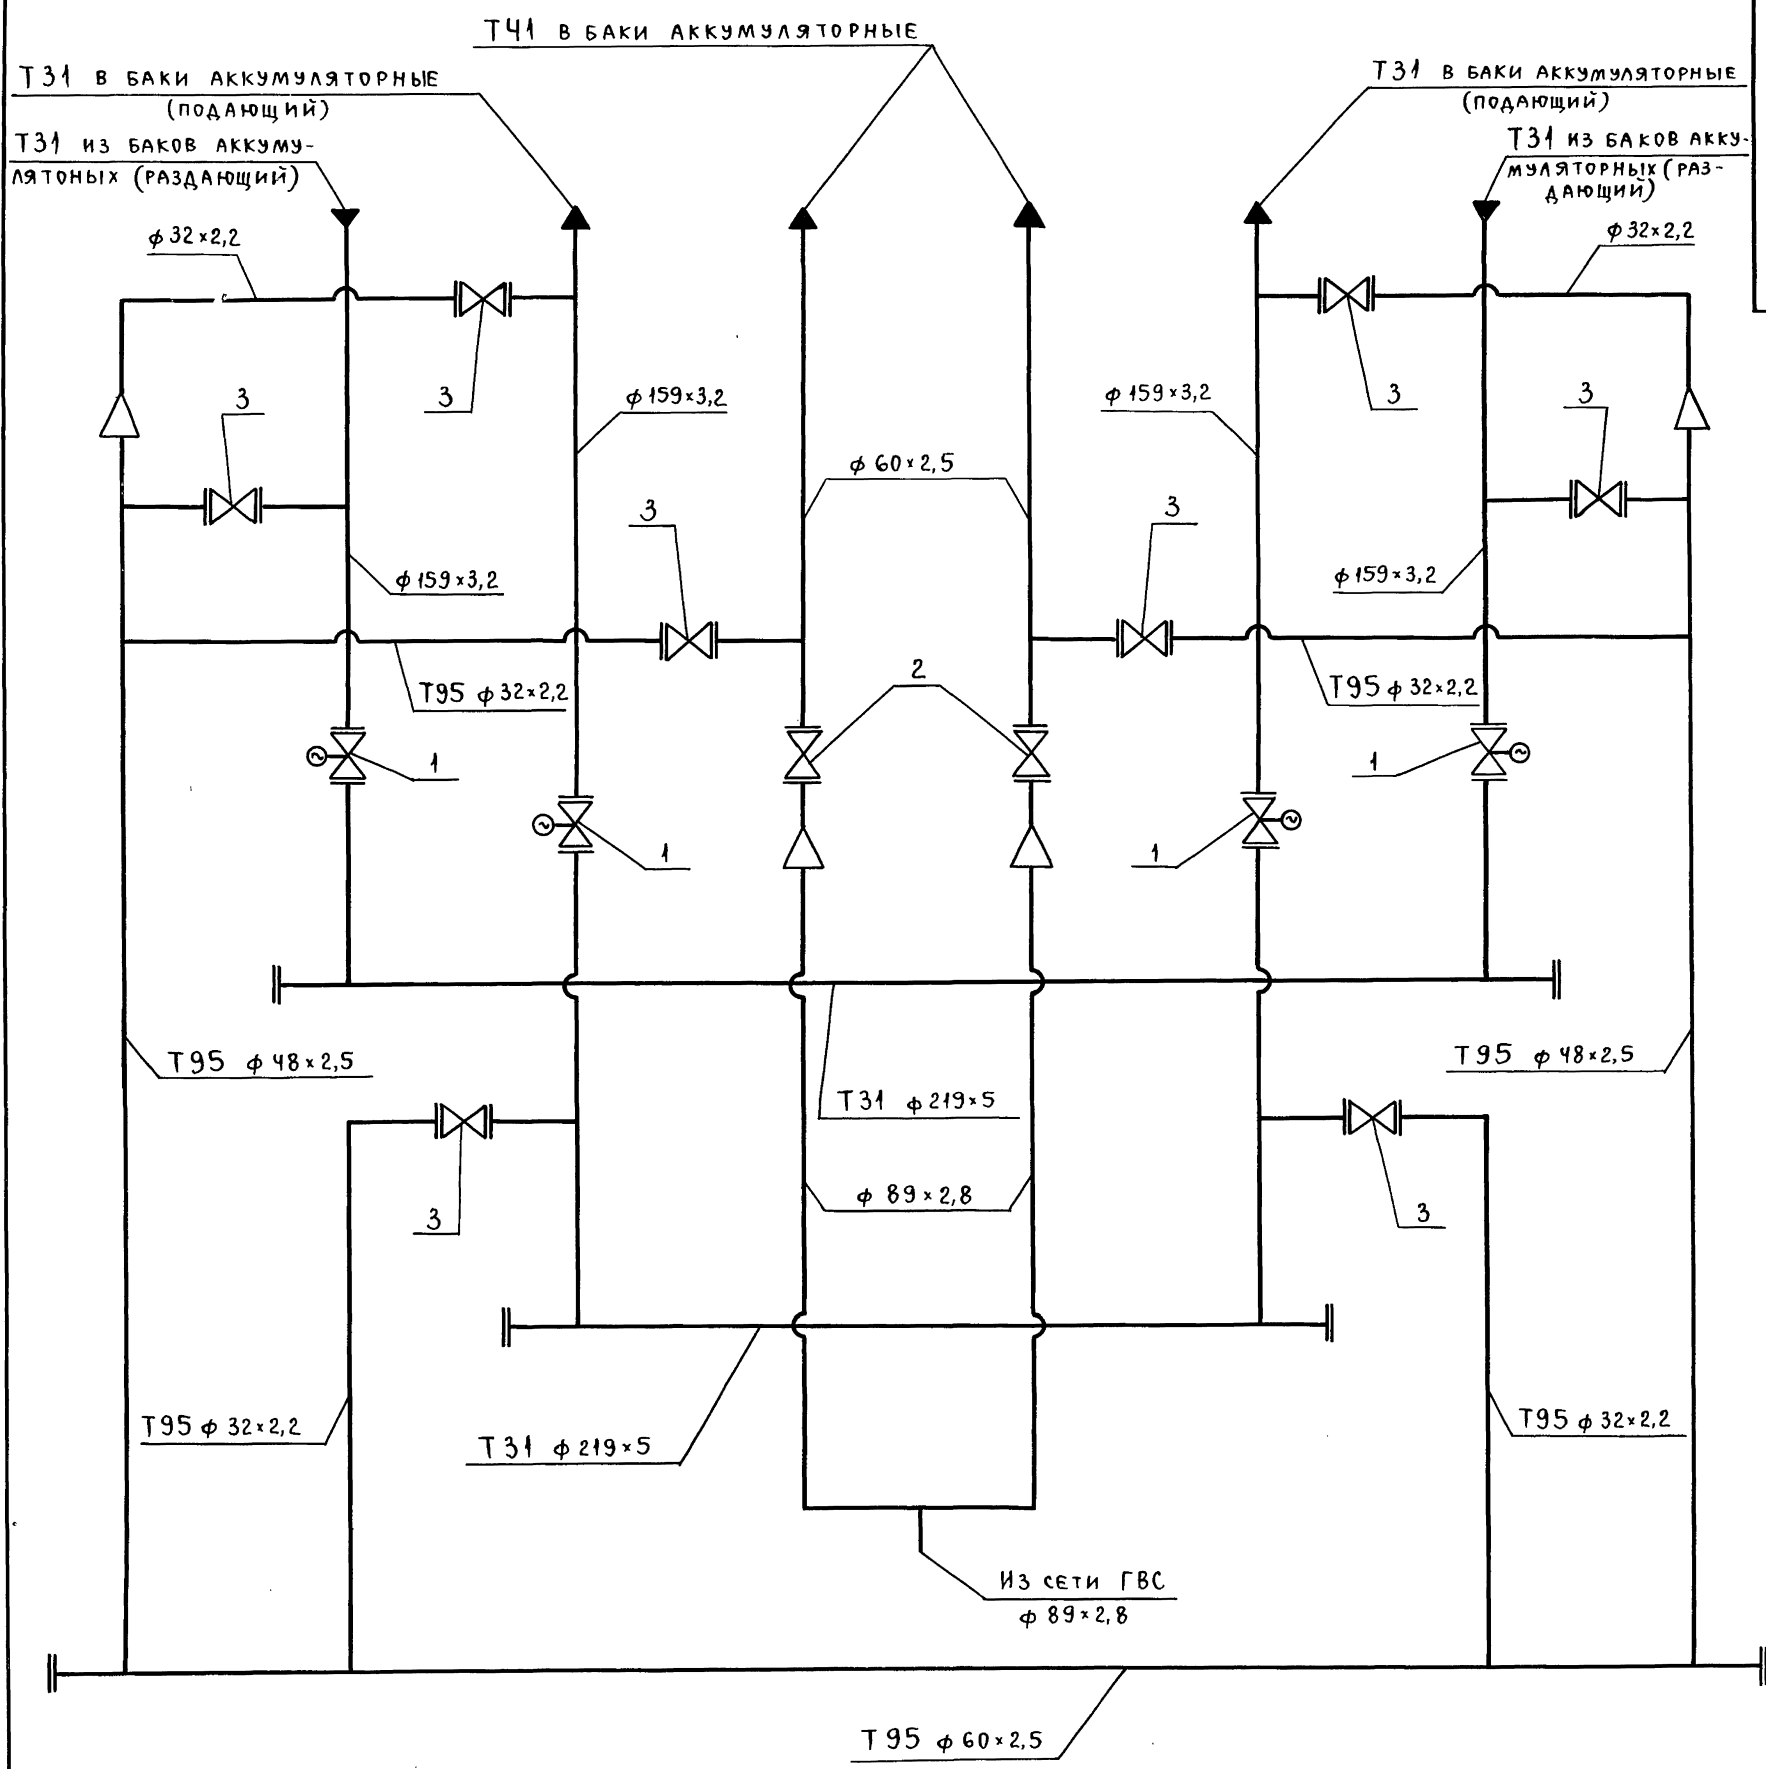 Т41 В БАКИ АККУМУЛЯТОРНЫЕ
Т31 В БАКИ АККУМУЛЯТОРНЫЕ
(ПОДАЮЩИЙ)
Т31 ИЗ БАКОВ АККУМУ-
ЛЯТОНЫХ (РАЗДАЮЩИЙ)
Т31 В БАКИ АККУМУЛЯТОРНЫЕ
(ПОДАЮЩИЙ)
Т31 ИЗ БАКОВ АККУ-
МУЛЯТОРНЫХ (РАЗ-
ДАЮЩИЙ)
ф 32×2,2
ф 32×2,2
3
3
ф 159×3,2
ф 159×3,2
3
3
ф 60×2,5
3
3
ф 159×3,2
ф 159×3,2
Т95 ф 32×2,2
2
Т95 ф 32×2,2
1
1
1
1
Т95 ф 48×2,5
Т95 ф 48×2,5
Т31 ф 219×5
ф 89×2,8
3
3
Т95 ф 32×2,2
Т31 ф 219×5
Т95 ф 32×2,2
ИЗ СЕТИ ГВС
ф 89×2,8
Т95 ф 60×2,5